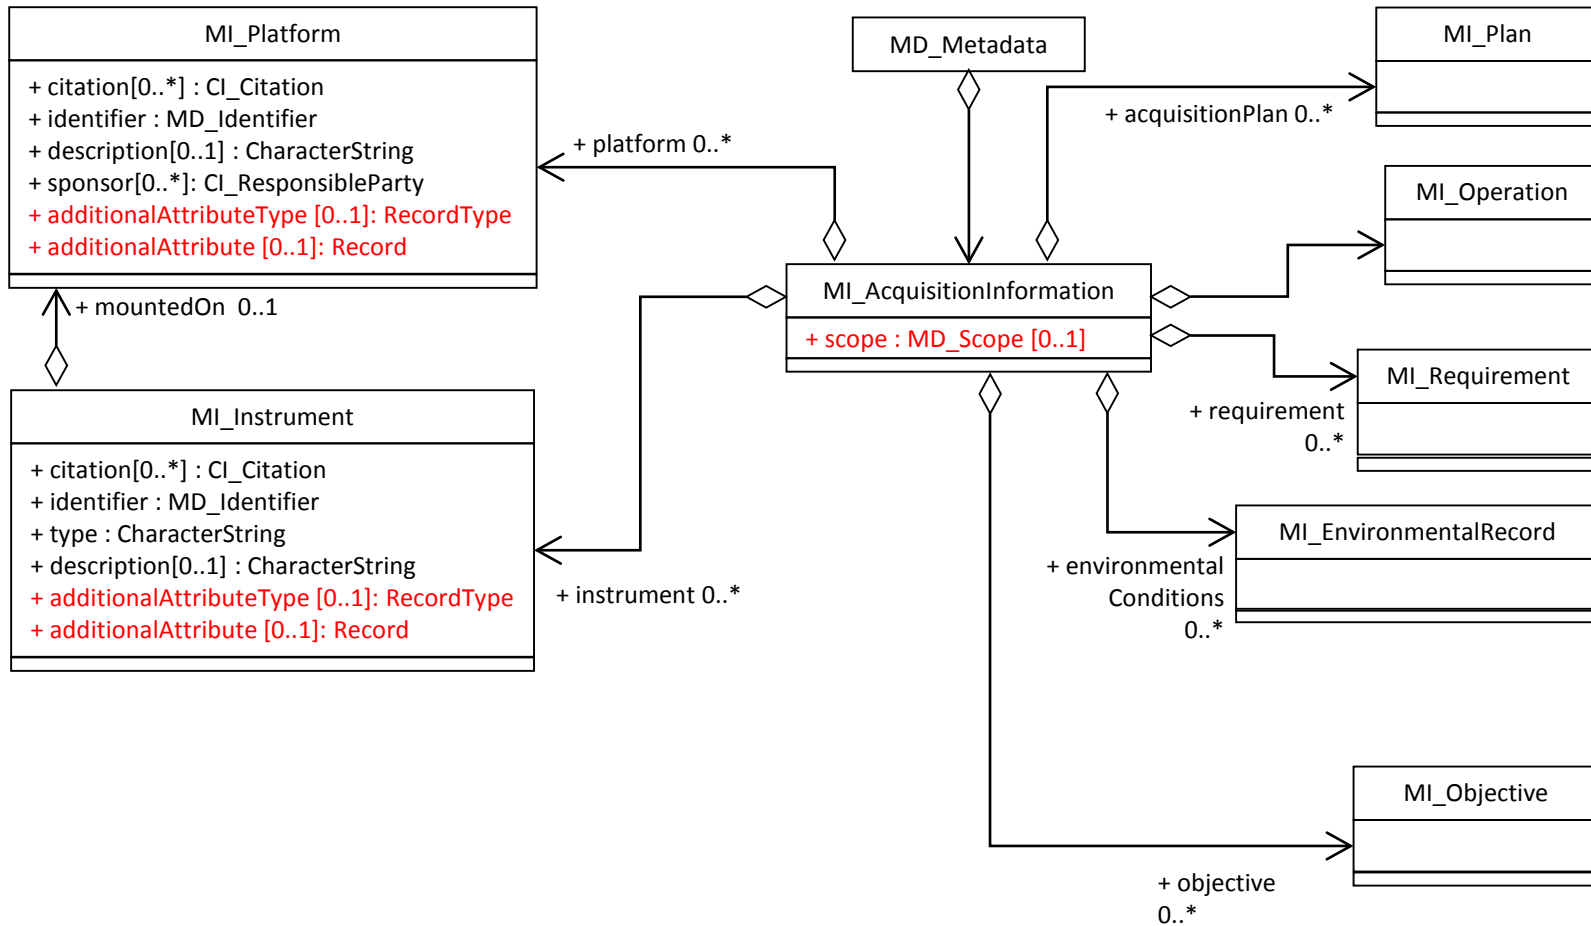 MI_Platform
+ citation[0..*] : CI_Citation
+ identifier : MD_Identifier
+ description[0..1] : CharacterString
+ sponsor[0..*]: CI_ResponsibleParty
+ additionalAttributeType [0..1]: RecordType
+ additionalAttribute [0..1]: Record
+ mountedOn 0..1
MI_Instrument
+ citation[0..*] : CI_Citation
+ identifier : MD_Identifier
+ type : CharacterString
+ description[0..1] : CharacterString
+ additionalAttributeType [0..1]: RecordType
+ additionalAttribute [0..1]: Record
+ platform 0..*
+ instrument 0..*
MD_Metadata
MI_AcquisitionInformation
+ scope : MD_Scope [0..1]
+ acquisitionPlan 0..*
MI_Plan
MI_Operation
MI_Requirement
+ requirement
0..*
MI_EnvironmentalRecord
+ environmental
Conditions
0..*
MI_Objective
+ objective
0..*